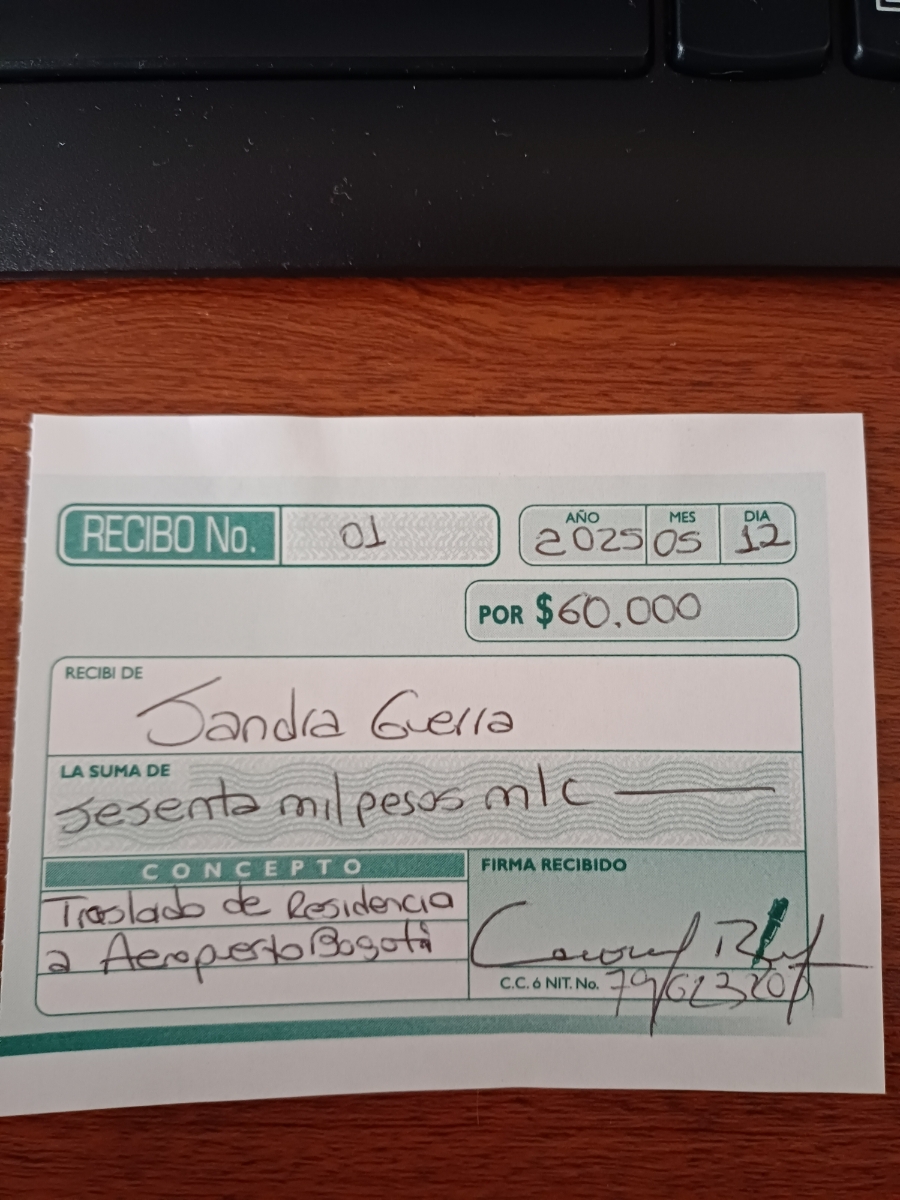 RECIBO No. 01
AÑO MES DIA
2025 05 12
POR $60.000
RECIBI DE
Sandra Guerra
LA SUMA DE
sesenta mil pesos mlc
CONCEPTO
Traslado de Residencia
a Aeropuerto Bogotá
FIRMA RECIBIDO
C.C. ó NIT. No.